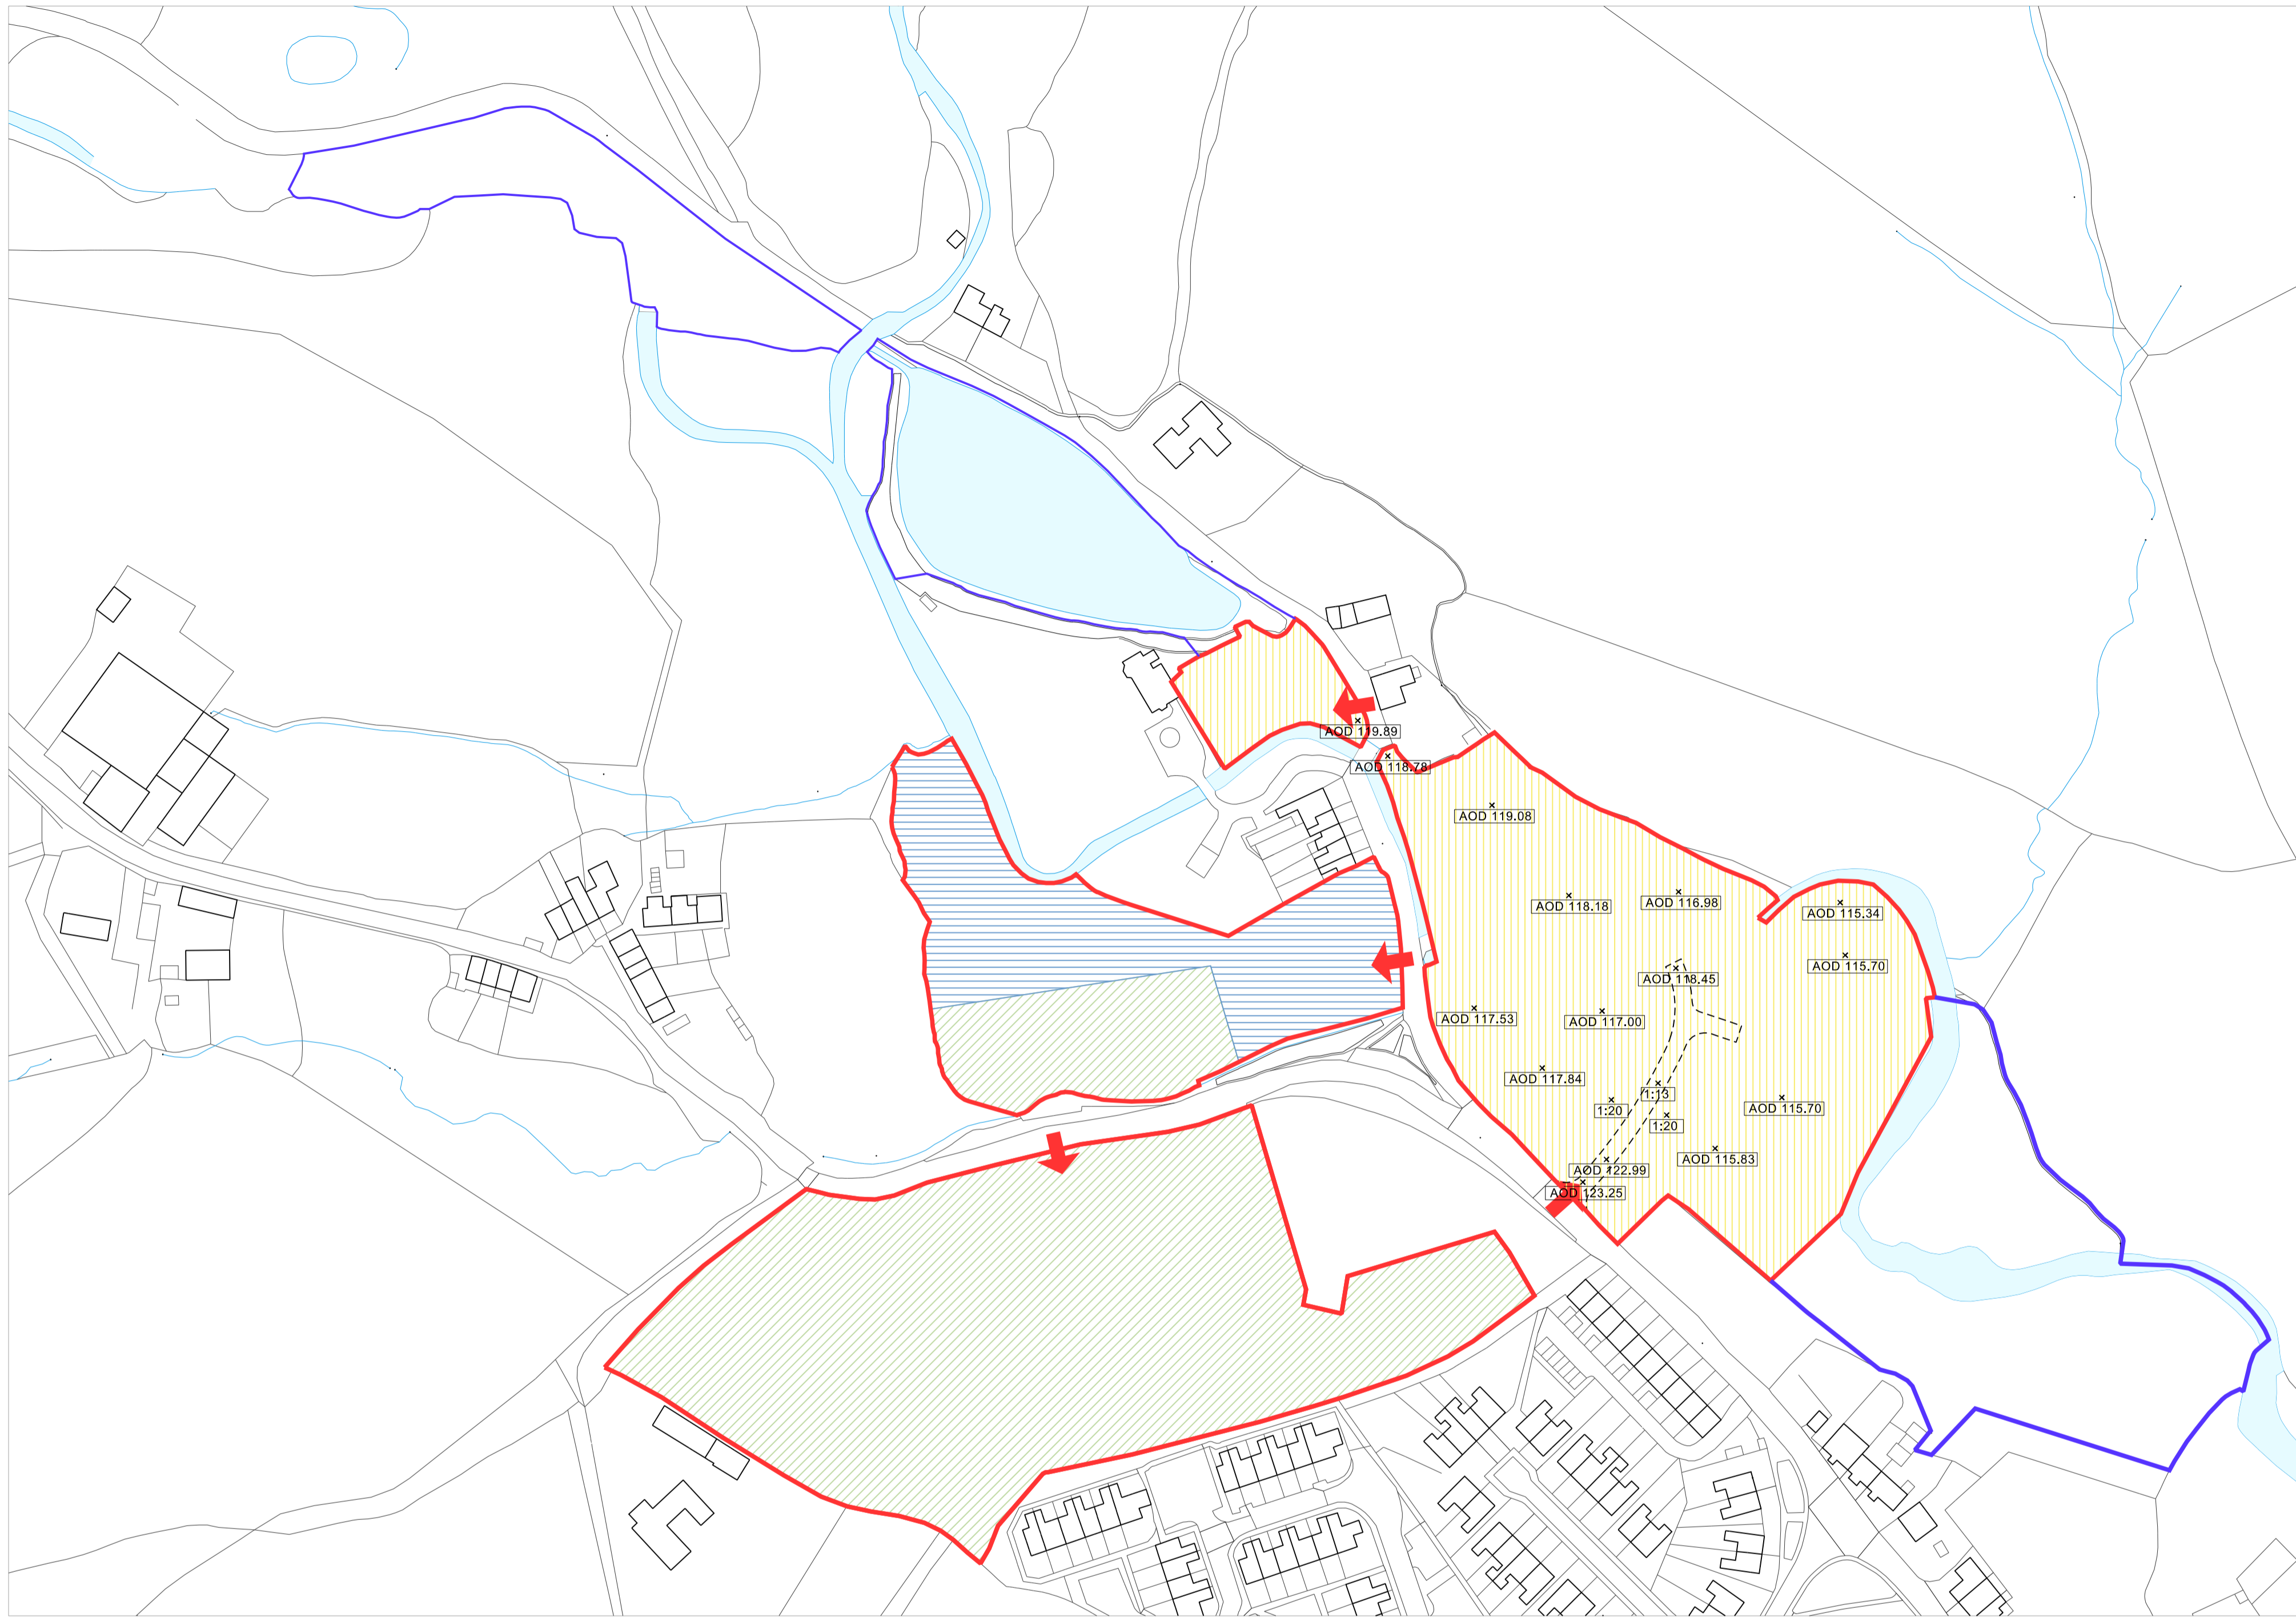 AOD 119.89
AOD 118.78
AOD 119.08
AOD 118.18
AOD 116.98
AOD 115.34
AOD 115.70
AOD 118.45
AOD 117.53
AOD 117.00
AOD 117.84
1:13
1:20
AOD 115.70
1:20
AOD 115.83
AOD 122.99
AOD 123.25